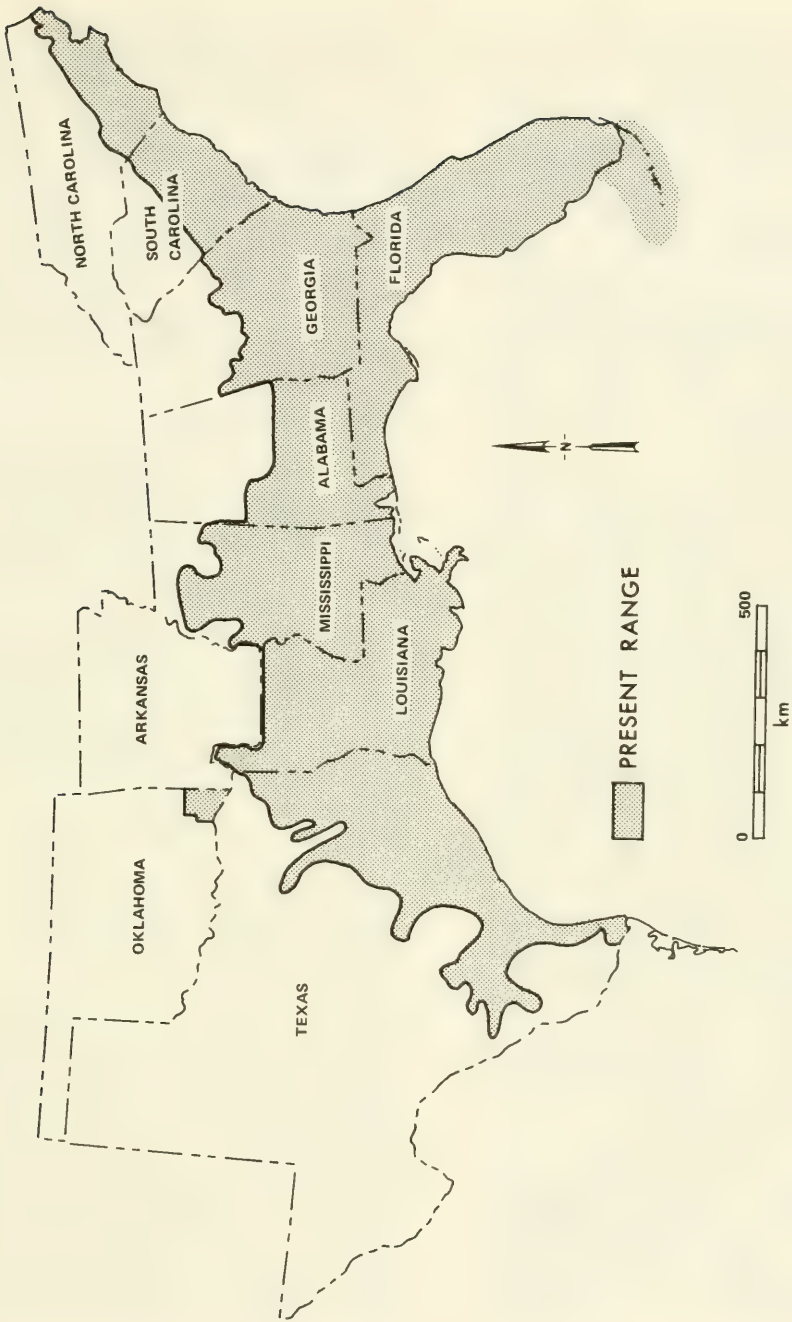 NORTH CAROLINA
SOUTH
CAROLINA
GEORGIA
FLORIDA
ALABAMA
MISSISSIPPI
ARKANSAS
LOUISIANA
OKLAHOMA
TEXAS
N
PRESENT RANGE
0
500
km